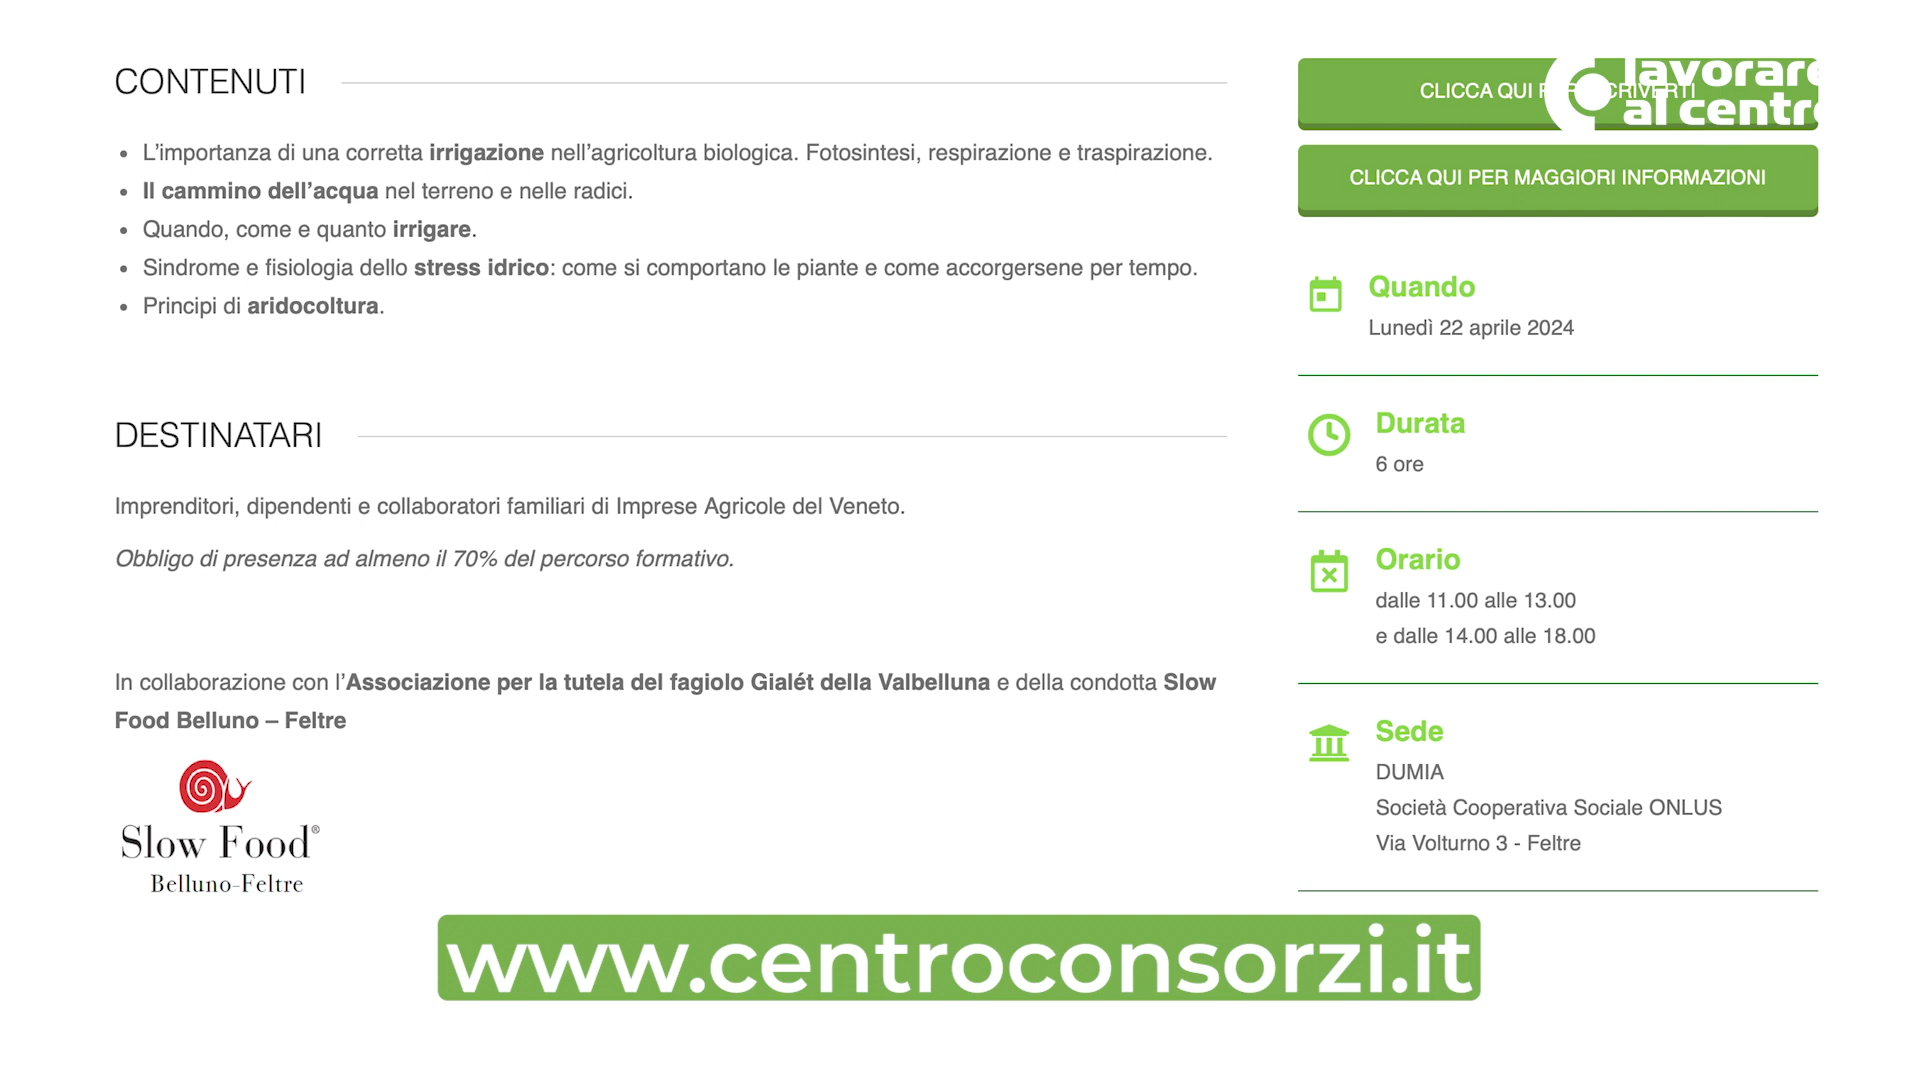 CONTENUTI
L’importanza di una corretta irrigazione nell’agricoltura biologica. Fotosintesi, respirazione e traspirazione.
Il cammino dell’acqua nel terreno e nelle radici.
Quando, come e quanto irrigare.
Sindrome e fisiologia dello stress idrico: come si comportano le piante e come accorgersene per tempo.
Principi di aridocoltura.
DESTINATARI
Imprenditori, dipendenti e collaboratori familiari di Imprese Agricole del Veneto.
Obbligo di presenza ad almeno il 70% del percorso formativo.
In collaborazione con l’Associazione per la tutela del fagiolo Gialét della Valbelluna e della condotta Slow
Food Belluno – Feltre
Slow Food®
Belluno-Feltre
CLICCA QUI
lavorare
al centro
CLICCA QUI PER MAGGIORI INFORMAZIONI
Quando
Lunedì 22 aprile 2024
Durata
6 ore
Orario
dalle 11.00 alle 13.00
e dalle 14.00 alle 18.00
Sede
DUMIA
Società Cooperativa Sociale ONLUS
Via Volturno 3 - Feltre
www.centroconsorzi.it